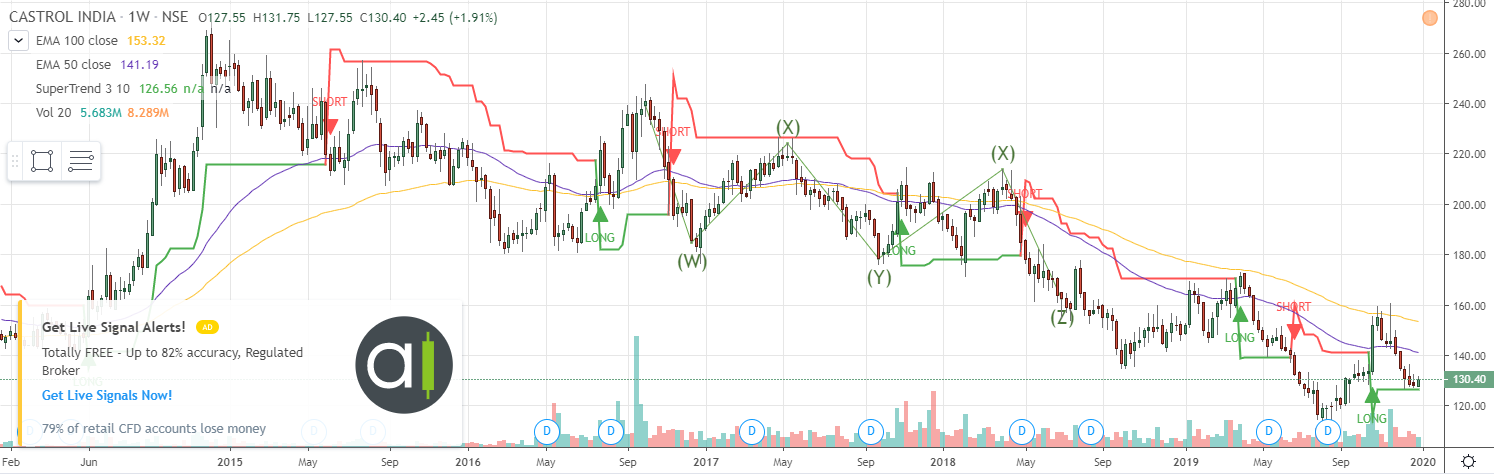 CASTROL INDIA · 1W · NSE O127.55 H131.75 L127.55 C130.40 +2.45 (+1.91%)
EMA 100 close 153.32
EMA 50 close 141.19
SuperTrend 3 10 126.56 n/a n/a
Vol 20 5.683M 8.289M
280.00
260.00
240.00
220.00
200.00
180.00
160.00
140.00
130.40
120.00
SHORT
LONG
SHORT
(W)
(X)
(Y)
LONG
(X)
SHORT
(Z)
LONG
SHORT
LONG
Get Live Signal Alerts! AD
Totally FREE - Up to 82% accuracy, Regulated
Broker
Get Live Signals Now!
79% of retail CFD accounts lose money
a
D D D D D D D D D D
Feb Jun 2015 May Sep 2016 May Sep 2017 May Sep 2018 May Sep 2019 May Sep 2020